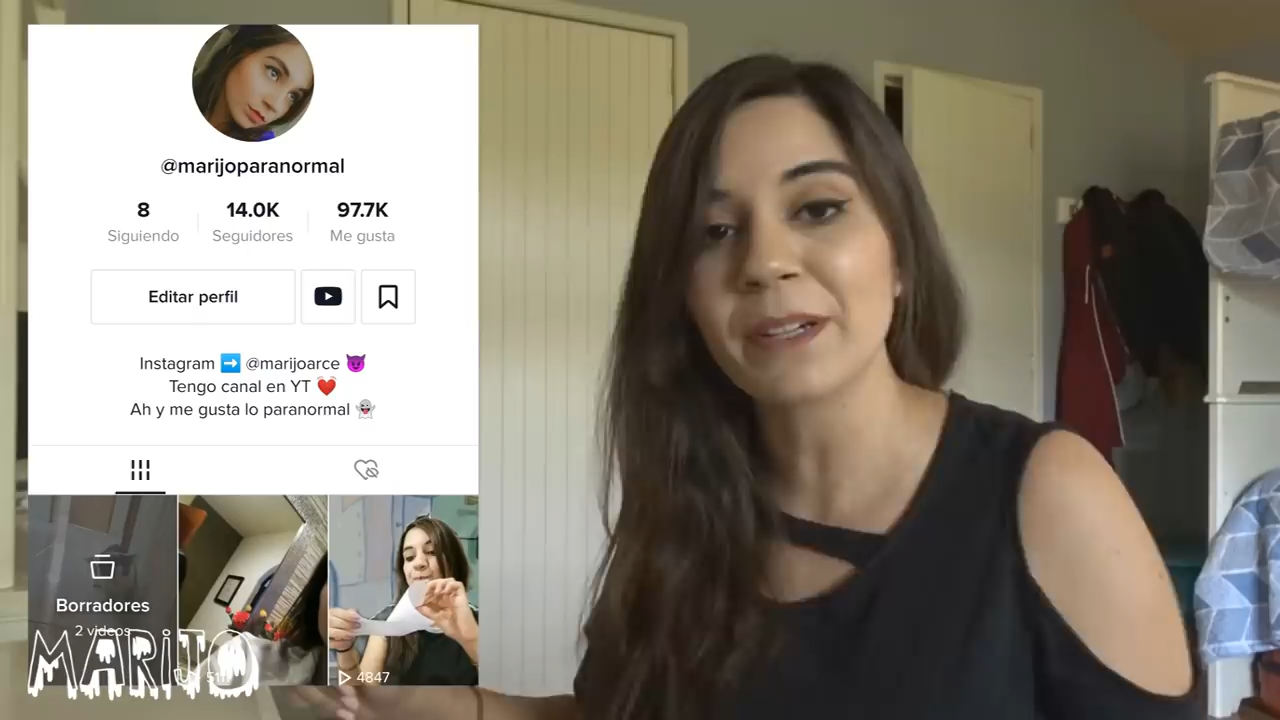 @marijoparanormal
8 14.0K 97.7K
Siguiendo Seguidores Me gusta
Editar perfil
Instagram ➡️ @marijoarce 😈
Tengo canal en YT ❤️
Ah y me gusta lo paranormal 👻
Borradores
2 videos
4847
MARiJO